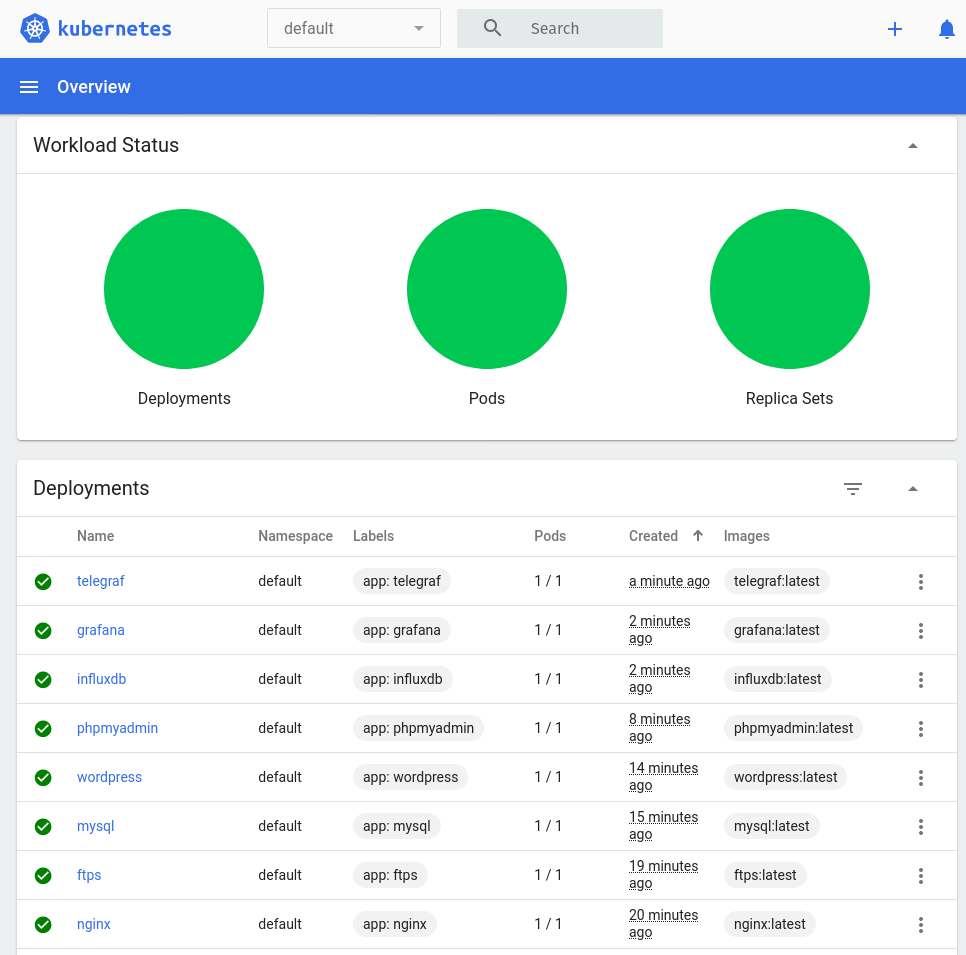 kubernetes default Search
Overview
Workload Status
Deployments Pods Replica Sets
Deployments
Name Namespace Labels Pods Created Images
telegraf default app: telegraf 1 / 1 a minute ago telegraf:latest
grafana default app: grafana 1 / 1 2 minutes ago grafana:latest
influxdb default app: influxdb 1 / 1 2 minutes ago influxdb:latest
phpmyadmin default app: phpmyadmin 1 / 1 8 minutes ago phpmyadmin:latest
wordpress default app: wordpress 1 / 1 14 minutes ago wordpress:latest
mysql default app: mysql 1 / 1 15 minutes ago mysql:latest
ftps default app: ftps 1 / 1 19 minutes ago ftps:latest
nginx default app: nginx 1 / 1 20 minutes ago nginx:latest